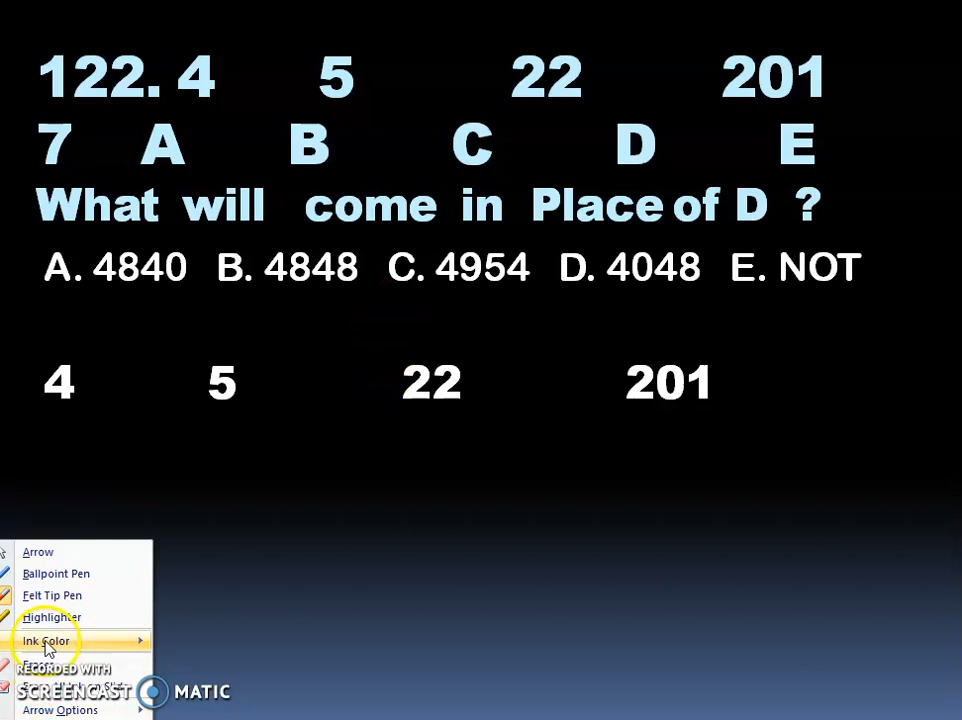 122. 4 5 22 201
7 A B C D E
What will come in Place of D ?
A. 4840 B. 4848 C. 4954 D. 4048 E. NOT
4 5 22 201
Arrow
Ballpoint Pen
Felt Tip Pen
Highlighter
Ink Color
RECORDED WITH
SCREENCAST MATIC
Arrow Options